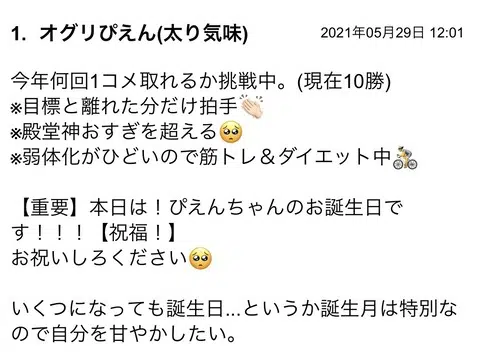 1. オグリぴえん(太り気味) 2021年05月29日 12:01
今年何回1コメ取れるか挑戦中。(現在10勝)
※目標と離れた分だけ拍手👏🏻
※殿堂神おすぎを超える🥺
※弱体化がひどいので筋トレ＆ダイエット中🚴
【重要】本日は！ぴえんちゃんのお誕生日で
す！！！【祝福！】
お祝いしろください🥺
いくつになっても誕生日...というか誕生月は特別な
ので自分を甘やかしたい。